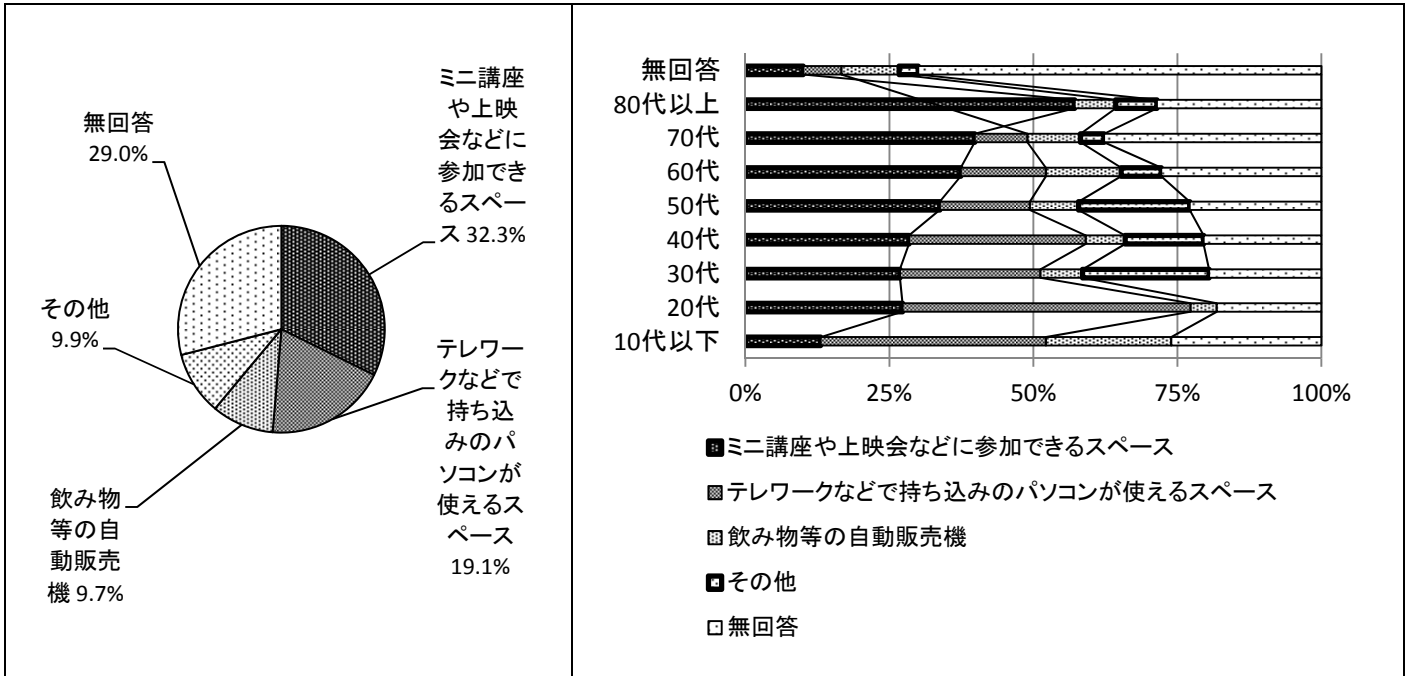 ミニ講座
や上映
会などに
参加でき
るスペー
ス 32.3%
テレワー
クなどで
持ち込
みのパ
ソコンが
使えるス
ペース
19.1%
飲み物
等の自
動販売
機 9.7%
その他
9.9%
無回答
29.0%
無回答
80代以上
70代
60代
50代
40代
30代
20代
10代以下
0% 25% 50% 75% 100%
ミニ講座や上映会などに参加できるスペース
テレワークなどで持ち込みのパソコンが使えるスペース
飲み物等の自動販売機
その他
無回答